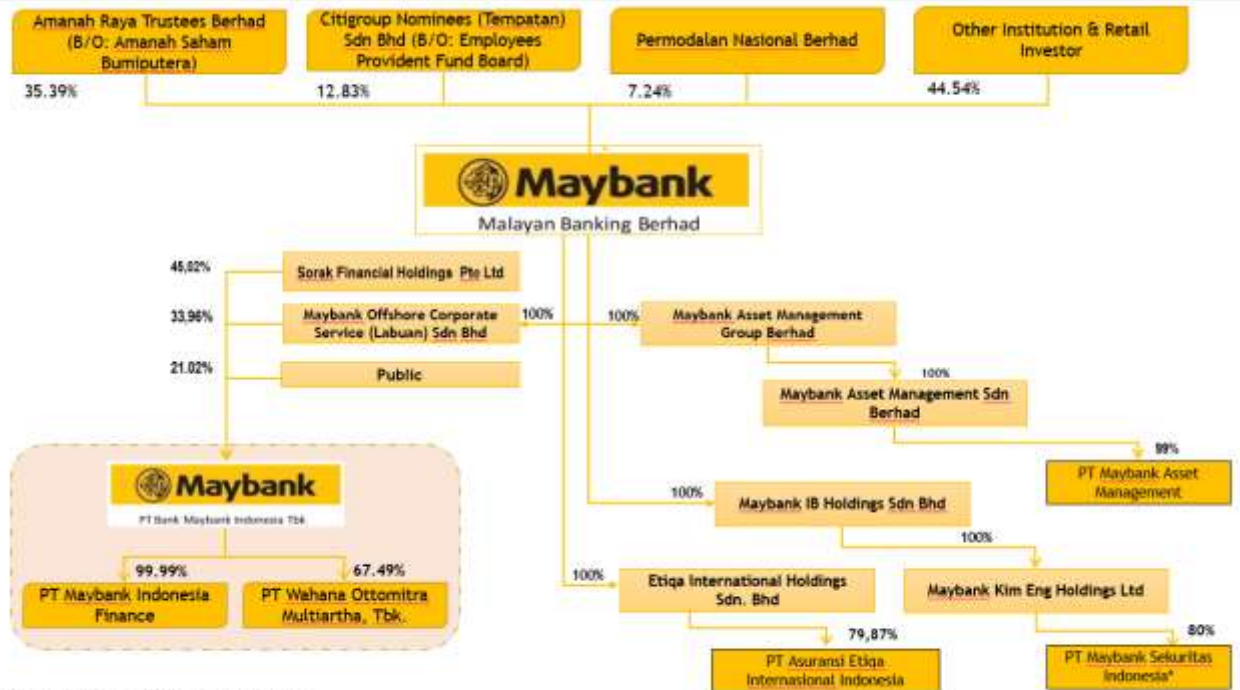 Amanah Raya Trustees Berhad
(B/O: Amanah Saham
Bumiputera)
Citigroup Nominees (Tempatan)
Sdn Bhd (B/O: Employees
Provident Fund Board)
Permodalan Nasional Berhad
Other Institution & Retail
Investor
35.39%
12.83%
7.24%
44.54%
Maybank
Malayan Banking Berhad
45,02%
Sorak Financial Holdings Pte Ltd
33,96%
Maybank Offshore Corporate
Service (Labuan) Sdn Bhd
100%
100%
Maybank Asset Management
Group Berhad
21.02%
Public
100%
Maybank Asset Management Sdn
Berhad
99%
PT Maybank Asset
Management
Maybank
PT Bank Maybank Indonesia Tbk
100%
Maybank IB Holdings Sdn Bhd
100%
99.99%
67.49%
PT Maybank Indonesia
Finance
PT Wahana Ottomitra
Multiartha, Tbk.
100%
Etiqa International Holdings
Sdn. Bhd
Maybank Kim Eng Holdings Ltd
79,87%
80%
PT Asuransi Etiqa
Internasional Indonesia
PT Maybank Sekuritas
Indonesia*